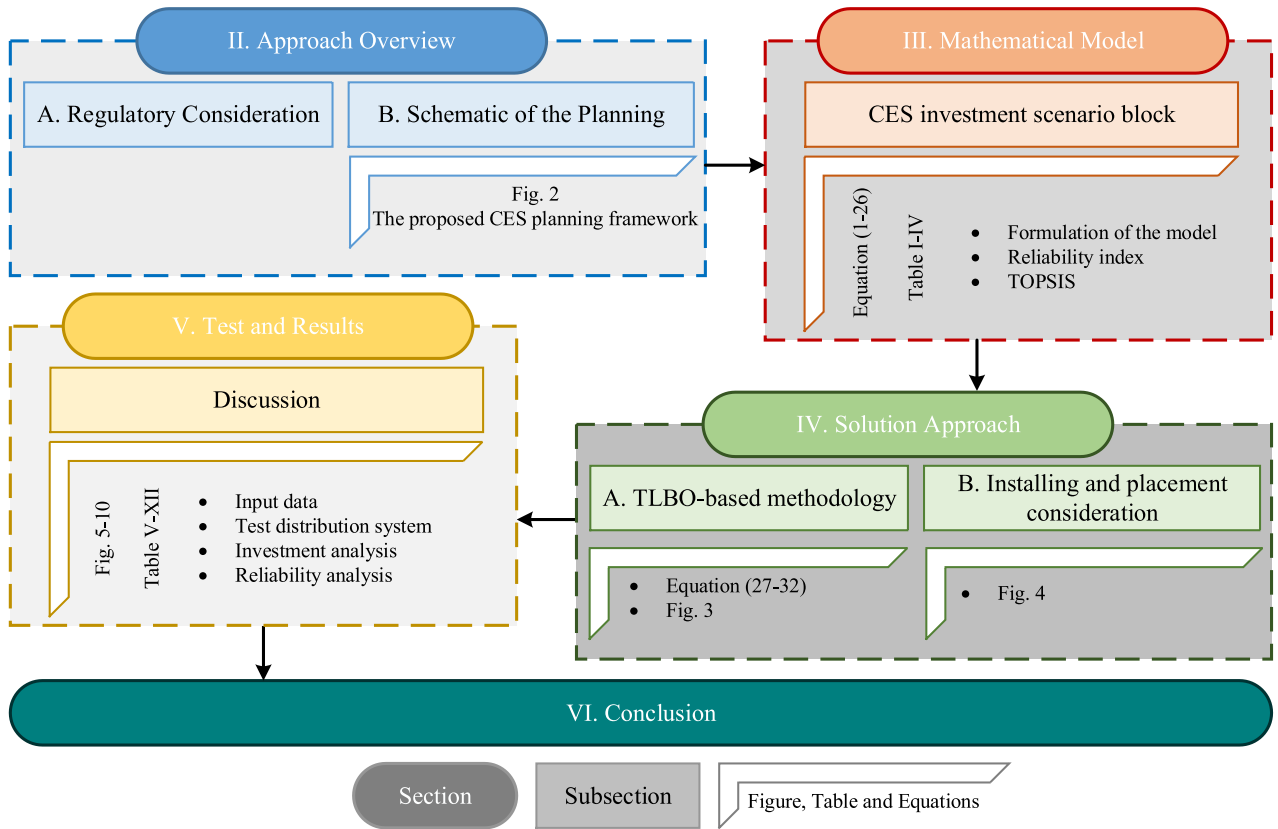 II. Approach Overview
A. Regulatory Consideration
B. Schematic of the Planning
Fig. 2
The proposed CES planning framework
III. Mathematical Model
CES investment scenario block
Equation (1-26)
Table I-IV
• Formulation of the model
• Reliability index
• TOPSIS
IV. Solution Approach
A. TLBO-based methodology
• Equation (27-32)
• Fig. 3
B. Installing and placement
consideration
• Fig. 4
V. Test and Results
Discussion
Fig. 5-10
Table V-XII
• Input data
• Test distribution system
• Investment analysis
• Reliability analysis
VI. Conclusion
Section
Subsection
Figure, Table and Equations